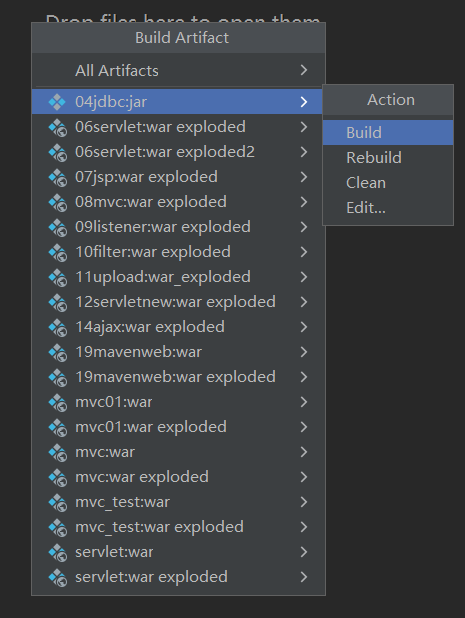 Drop files here to open them
Build Artifact
All Artifacts
04jdbc:jar
06servlet:war exploded
06servlet:war exploded2
07jsp:war exploded
08mvc:war exploded
09listener:war exploded
10filter:war exploded
11upload:war_exploded
12servletnew:war exploded
14ajax:war exploded
19mavenweb:war
19mavenweb:war exploded
mvc01:war
mvc01:war exploded
mvc:war
mvc:war exploded
mvc_test:war
mvc_test:war exploded
servlet:war
servlet:war exploded
Action
Build
Rebuild
Clean
Edit...